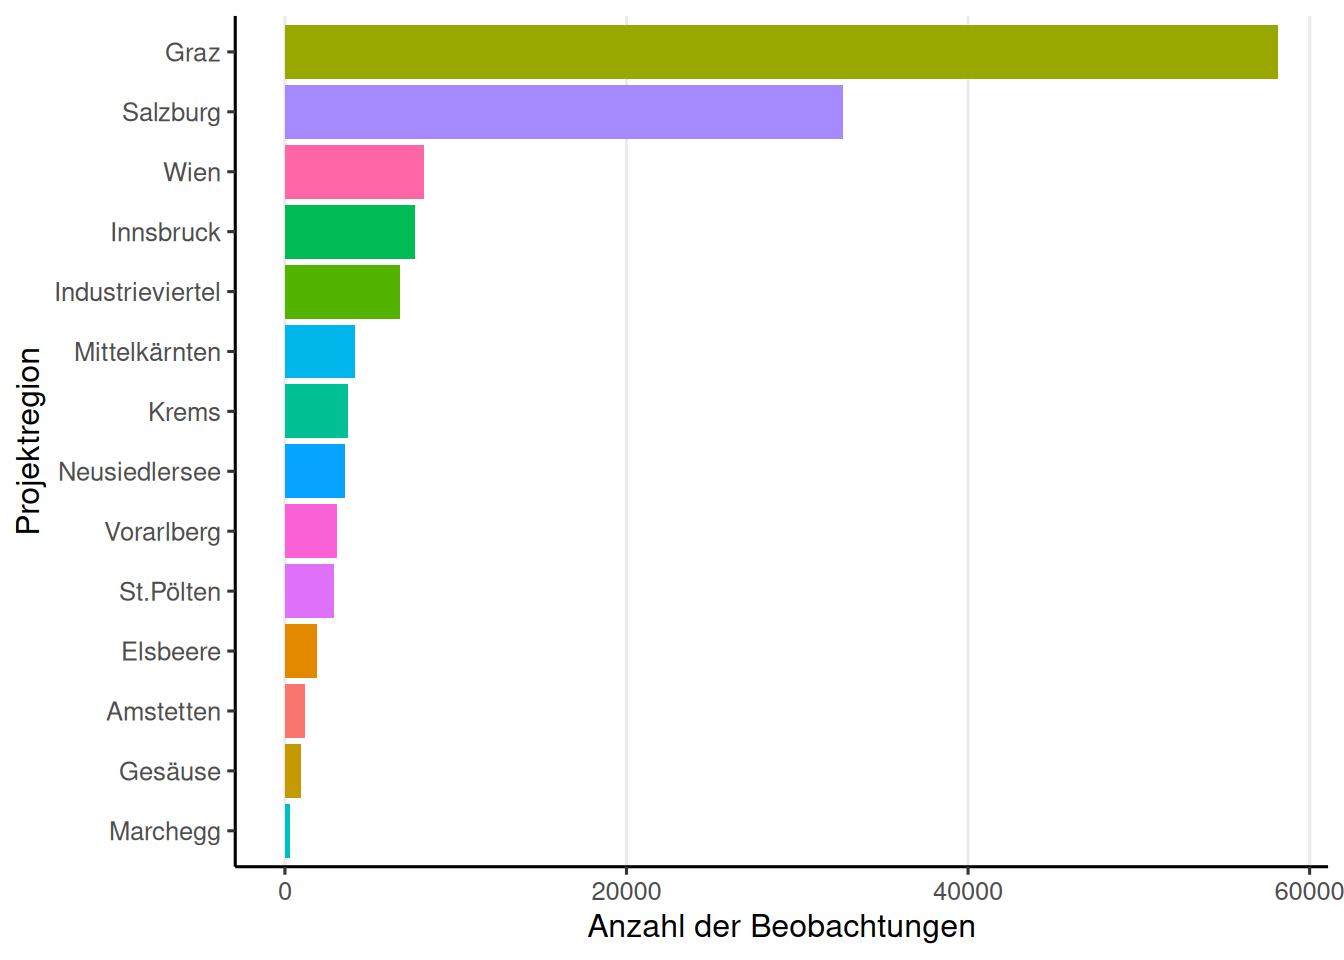 Projektregion
Graz
Salzburg
Wien
Innsbruck
Industrieviertel
Mittelkärnten
Krems
Neusiedlersee
Vorarlberg
St.Pölten
Elsbeere
Amstetten
Gesäuse
Marchegg
0 20000 40000 60000
Anzahl der Beobachtungen